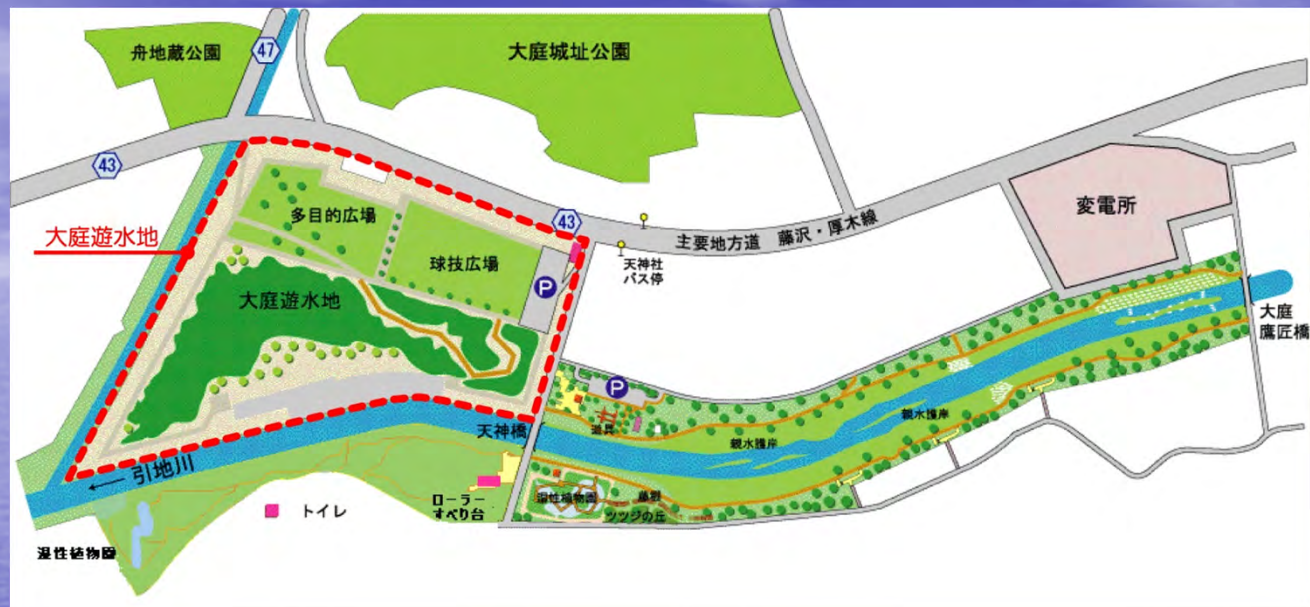 舟地蔵公園
47
大庭城址公園
43
大庭遊水地
多目的広場
43
変電所
主要地方道 藤沢・厚木線
球技広場
天神社
バス停
P
大庭遊水地
大庭
鷹匠橋
P
遊具
親水護岸
天神橋
親水護岸
引地川
ローラー
すべり台
湿性植物園
藤棚
ツツジの丘
トイレ
湿性植物園